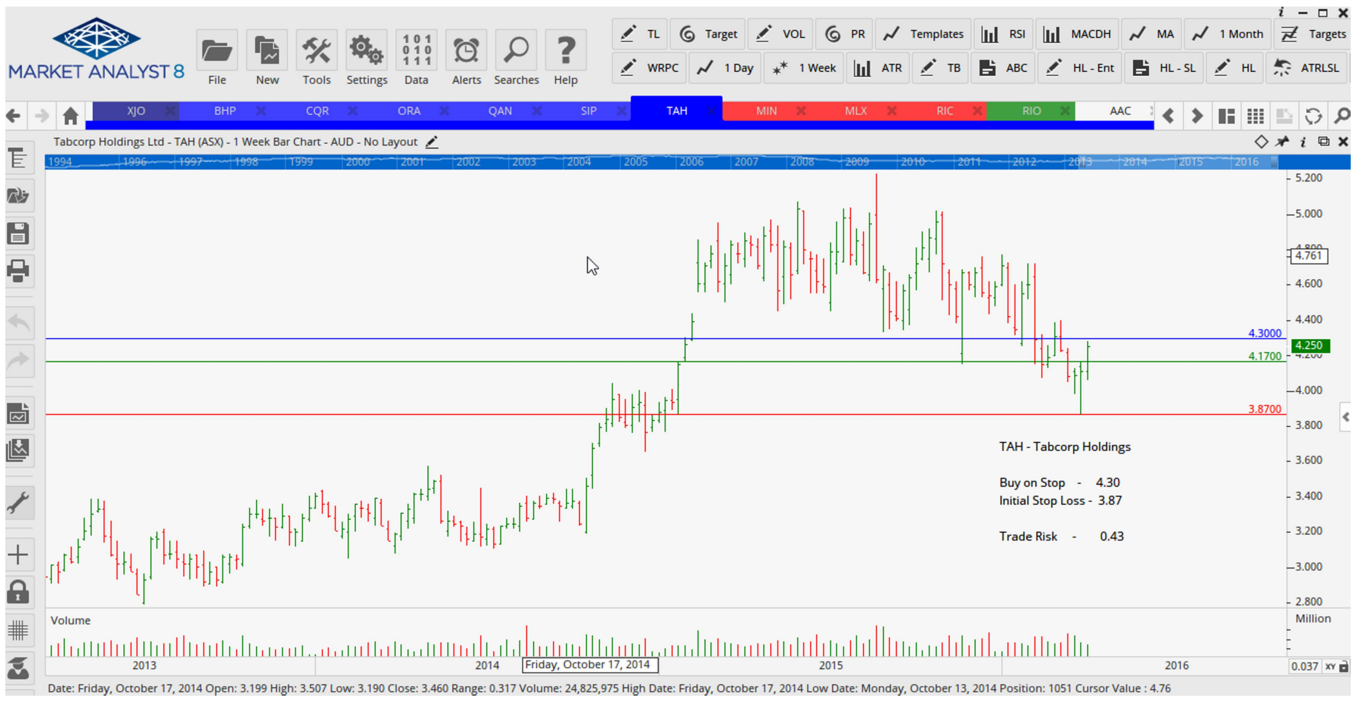 MARKET ANALYST 8
File New Tools Settings Data Alerts Searches Help
TL Target VOL PR Templates RSI MACDH MA 1 Month Targets
WRPC 1 Day 1 Week ATR TB ABC HL - Ent HL - SL HL ATRLSL
XJO BHP CQR ORA QAN SIP TAH MIN MLX RIC RIO AAC
Tabcorp Holdings Ltd - TAH (ASX) - 1 Week Bar Chart - AUD - No Layout
1994 1996 1997 1998 1999 2000 2001 2002 2003 2004 2005 2006 2007 2008 2009 2010 2011 2012 2013 2014 2015 2016
5.200
5.000
4.800
4.761
4.600
4.400
4.3000
4.250
4.200
4.1700
4.000
3.8700
3.800
TAH - Tabcorp Holdings
3.600
Buy on Stop - 4.30
3.400
Initial Stop Loss - 3.87
3.200
Trade Risk - 0.43
3.000
2.800
Volume
Million
2013 2014 Friday, October 17, 2014 2015 2016 0.037 XY
Date: Friday, October 17, 2014 Open: 3.199 High: 3.507 Low: 3.190 Close: 3.460 Range: 0.317 Volume: 24,825,975 High Date: Friday, October 17, 2014 Low Date: Monday, October 13, 2014 Position: 1051 Cursor Value : 4.76